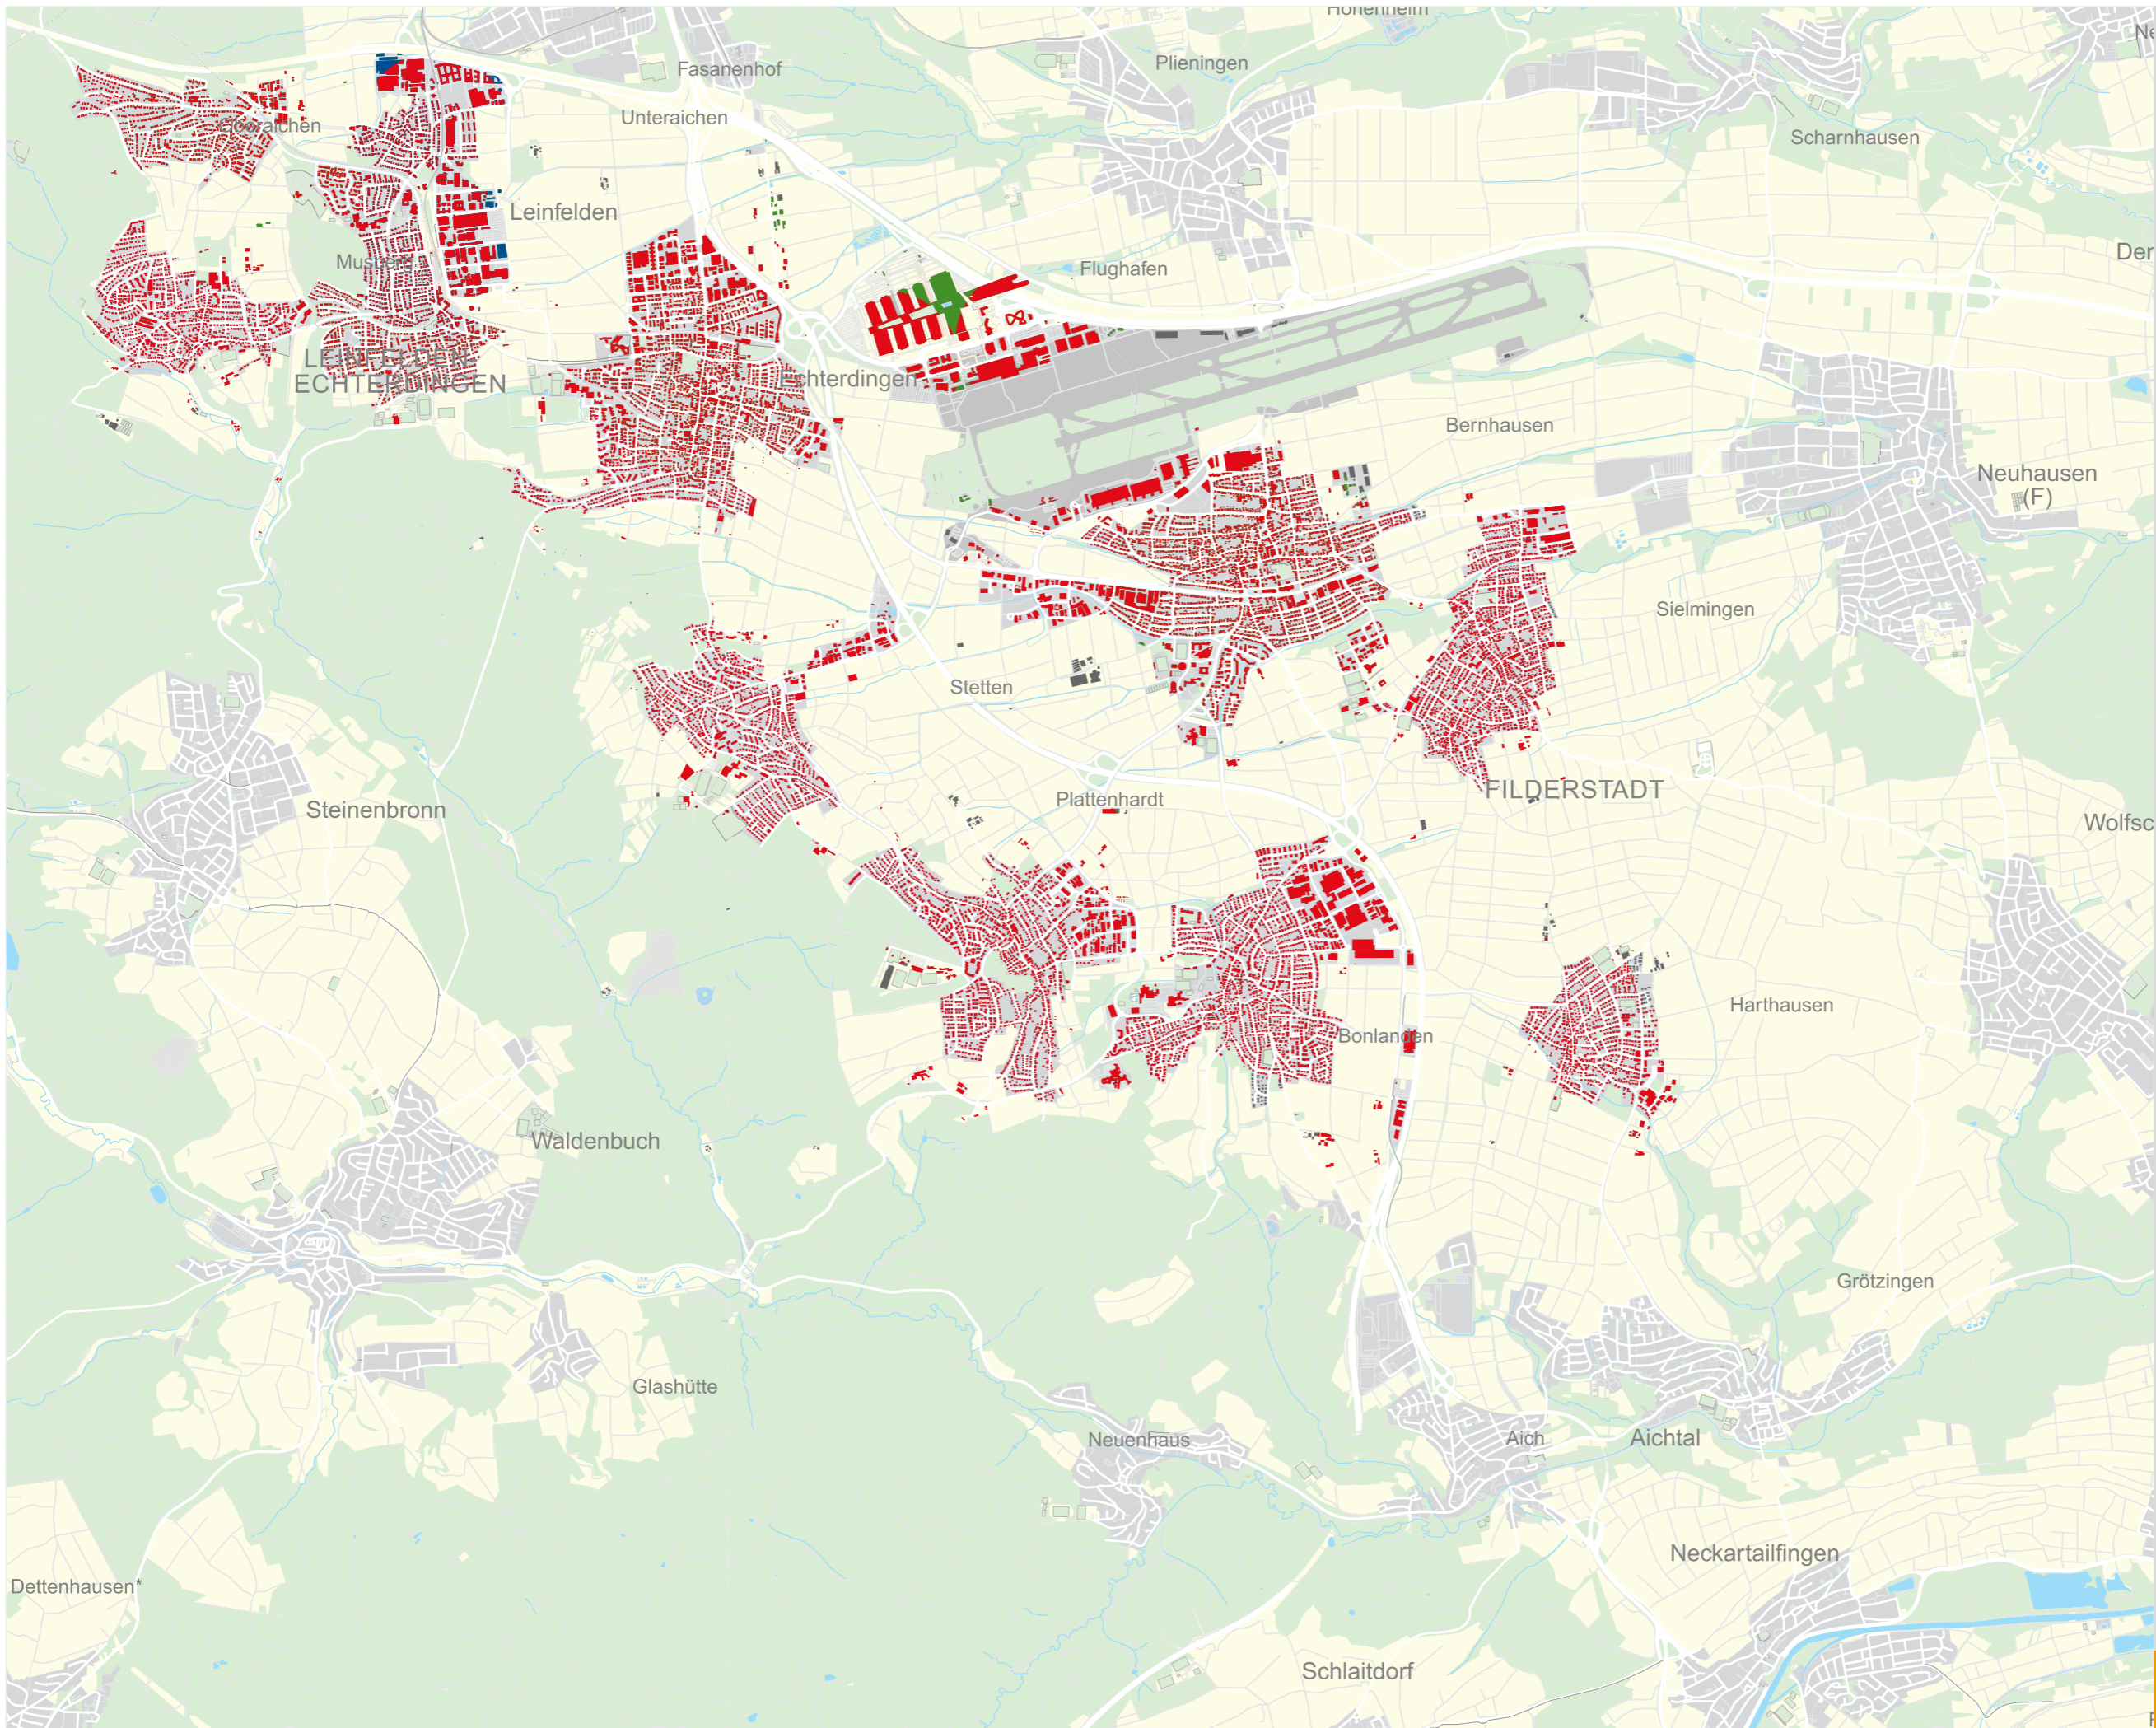 Hohenheim
Plieningen
Fasanenhof
Unteraichen
Oberaichen
Scharnhausen
Leinfelden
Musberg
Flughafen
LEINFELDEN-
ECHTERDINGEN
Echterdingen
Bernhausen
Neuhausen
(F)
Sielmingen
Stetten
Plattenhardt
FILDERSTADT
Steinenbronn
Wolfsc
Harthausen
Bonlanden
Waldenbuch
Grötzingen
Glashütte
Neuenhaus
Aich
Aichtal
Neckartailfingen
Dettenhausen*
Schlaitdorf
Der